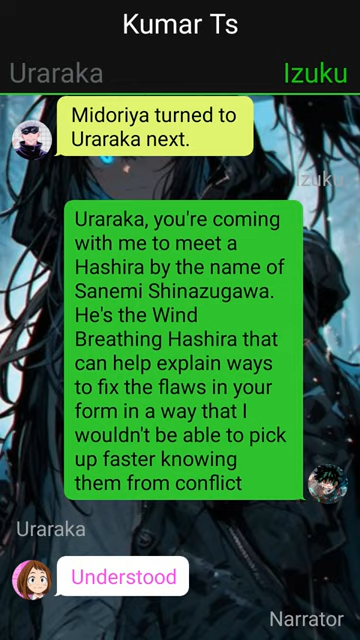 Kumar Ts
Uraraka
Izuku
Midoriya turned to
Uraraka next.
Izuku
Uraraka, you're coming
with me to meet a
Hashira by the name of
Sanemi Shinazugawa.
He's the Wind
Breathing Hashira that
can help explain ways
to fix the flaws in your
form in a way that I
wouldn't be able to pick
up faster knowing
them from conflict
Uraraka
Understood
Narrator